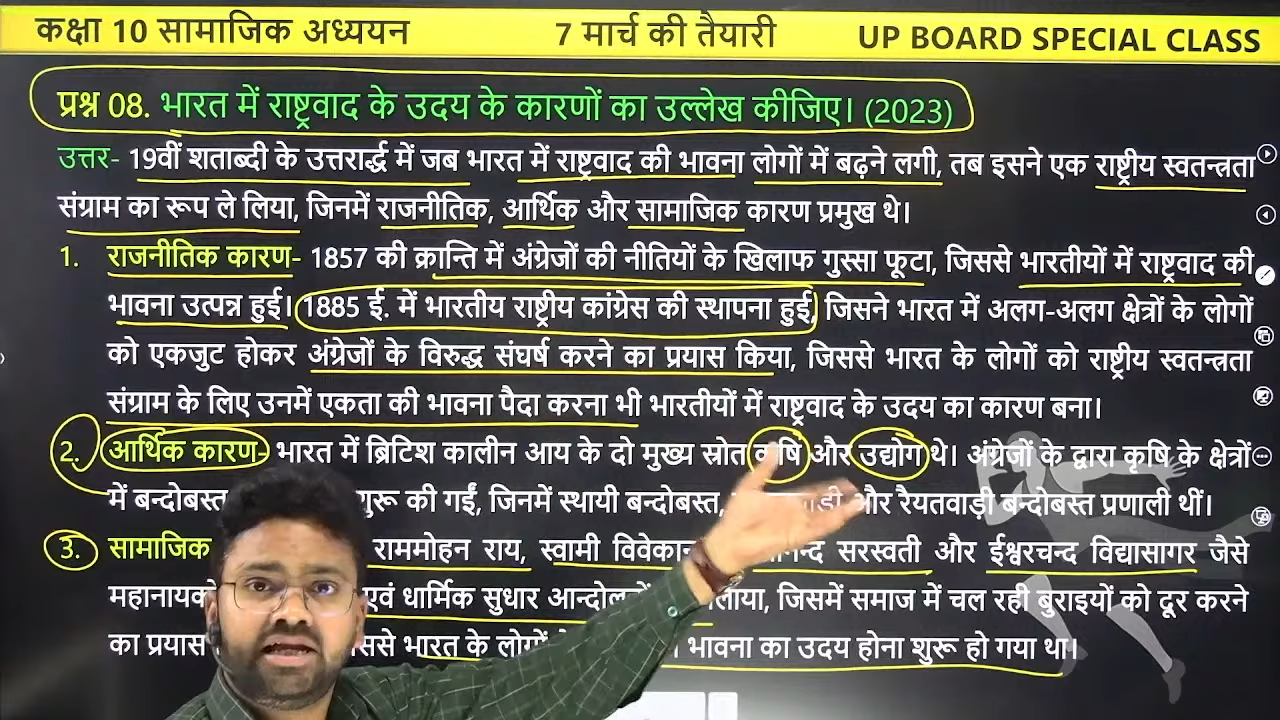 कक्षा 10 सामाजिक अध्ययन 7 मार्च की तैयारी UP BOARD SPECIAL CLASS
प्रश्न 08. भारत में राष्ट्रवाद के उदय के कारणों का उल्लेख कीजिए। (2023)
उत्तर- 19वीं शताब्दी के उत्तरार्द्ध में जब भारत में राष्ट्रवाद की भावना लोगों में बढ़ने लगी, तब इसने एक राष्ट्रीय स्वतन्त्रता
संग्राम का रूप ले लिया, जिनमें राजनीतिक, आर्थिक और सामाजिक कारण प्रमुख थे।
1. राजनीतिक कारण- 1857 की क्रान्ति में अंग्रेजों की नीतियों के खिलाफ गुस्सा फूटा, जिससे भारतीयों में राष्ट्रवाद की
भावना उत्पन्न हुई। 1885 ई. में भारतीय राष्ट्रीय कांग्रेस की स्थापना हुई, जिसने भारत में अलग-अलग क्षेत्रों के लोगों
को एकजुट होकर अंग्रेजों के विरुद्ध संघर्ष करने का प्रयास किया, जिससे भारत के लोगों को राष्ट्रीय स्वतन्त्रता
संग्राम के लिए उनमें एकता की भावना पैदा करना भी भारतीयों में राष्ट्रवाद के उदय का कारण बना।
2. आर्थिक कारण- भारत में ब्रिटिश कालीन आय के दो मुख्य स्रोत कृषि और उद्योग थे। अंग्रेजों के द्वारा कृषि के क्षेत्रों
में बन्दोबस्त शुरू की गईं, जिनमें स्थायी बन्दोबस्त, और रैयतवाड़ी बन्दोबस्त प्रणाली थीं।
3. सामाजिक राममोहन राय, स्वामी सरस्वती और ईश्वरचन्द विद्यासागर जैसे
एवं धार्मिक सुधार जिसमें समाज में चल रही बुराइयों को दूर करने
का प्रयास भारत के भावना का उदय होना शुरू हो गया था।